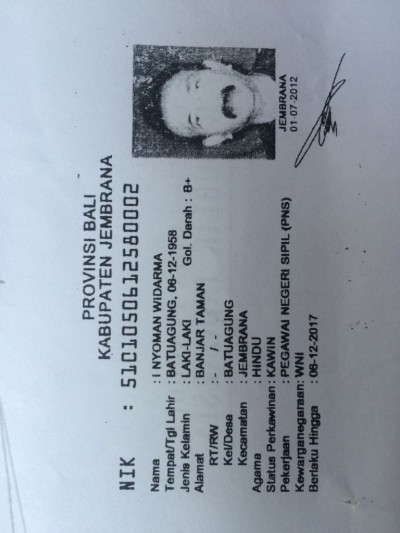 PROVINSI BALI
KABUPATEN JEMBRANA
NIK : 5101050612580002
Nama : I NYOMAN WIDARMA
Tempat/Tgl Lahir : BATUAGUNG, 06-12-1958
Jenis Kelamin : LAKI-LAKI Gol. Darah : B+
Alamat : BANJAR TAMAN
RT/RW : - / -
Kel/Desa : BATUAGUNG
Kecamatan : JEMBRANA
Agama : HINDU
Status Perkawinan : KAWIN
Pekerjaan : PEGAWAI NEGERI SIPIL (PNS)
Kewarganegaraan: WNI
Berlaku Hingga : 06-12-2017
JEMBRANA
01-07-2012